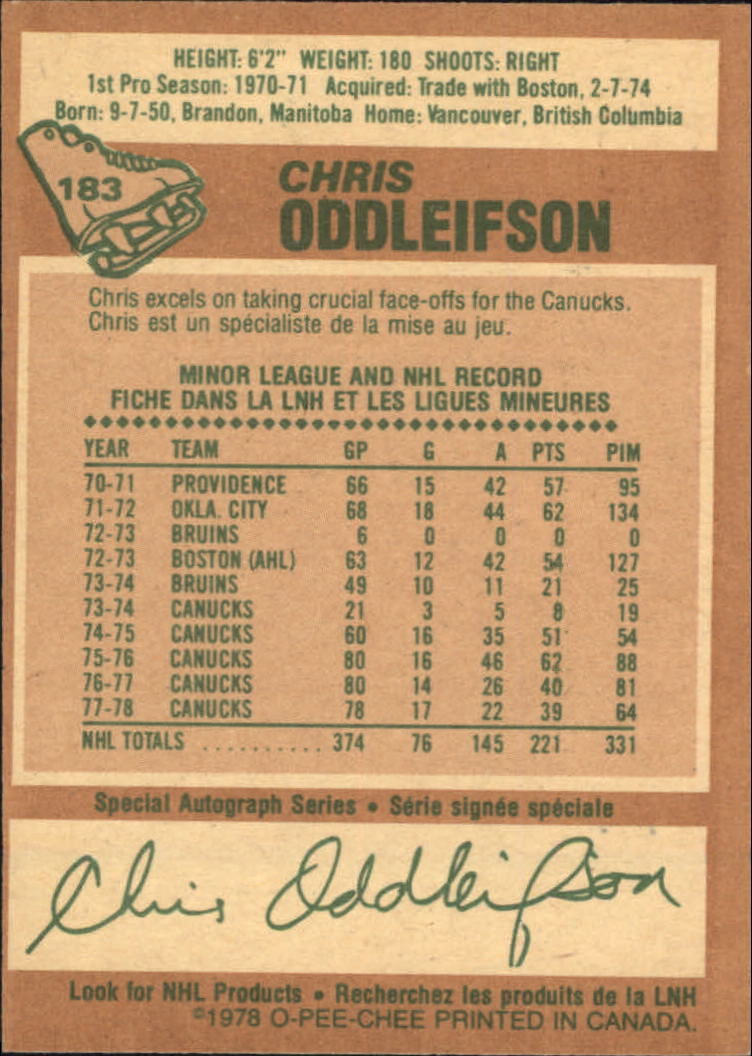 HEIGHT: 6'2" WEIGHT: 180 SHOOTS: RIGHT
1st Pro Season: 1970-71 Acquired: Trade with Boston, 2-7-74
Born: 9-7-50, Brandon, Manitoba Home: Vancouver, British Columbia
183
CHRIS
ODDLEIFSON
Chris excels on taking crucial face-offs for the Canucks.
Chris est un spécialiste de la mise au jeu.
MINOR LEAGUE AND NHL RECORD
FICHE DANS LA LNH ET LES LIGUES MINEURES
YEAR TEAM GP G A PTS PIM
70-71 PROVIDENCE 66 15 42 57 95
71-72 OKLA. CITY 68 18 44 62 134
72-73 BRUINS 6 0 0 0 0
72-73 BOSTON (AHL) 63 12 42 54 127
73-74 BRUINS 49 10 11 21 25
73-74 CANUCKS 21 3 5 8 19
74-75 CANUCKS 60 16 35 51 54
75-76 CANUCKS 80 16 46 62 88
76-77 CANUCKS 80 14 26 40 81
77-78 CANUCKS 78 17 22 39 64
NHL TOTALS .......... 374 76 145 221 331
Special Autograph Series • Série signée spéciale
Chris Oddleifson
Look for NHL Products • Recherchez les produits de la LNH
©1978 O-PEE-CHEE PRINTED IN CANADA.